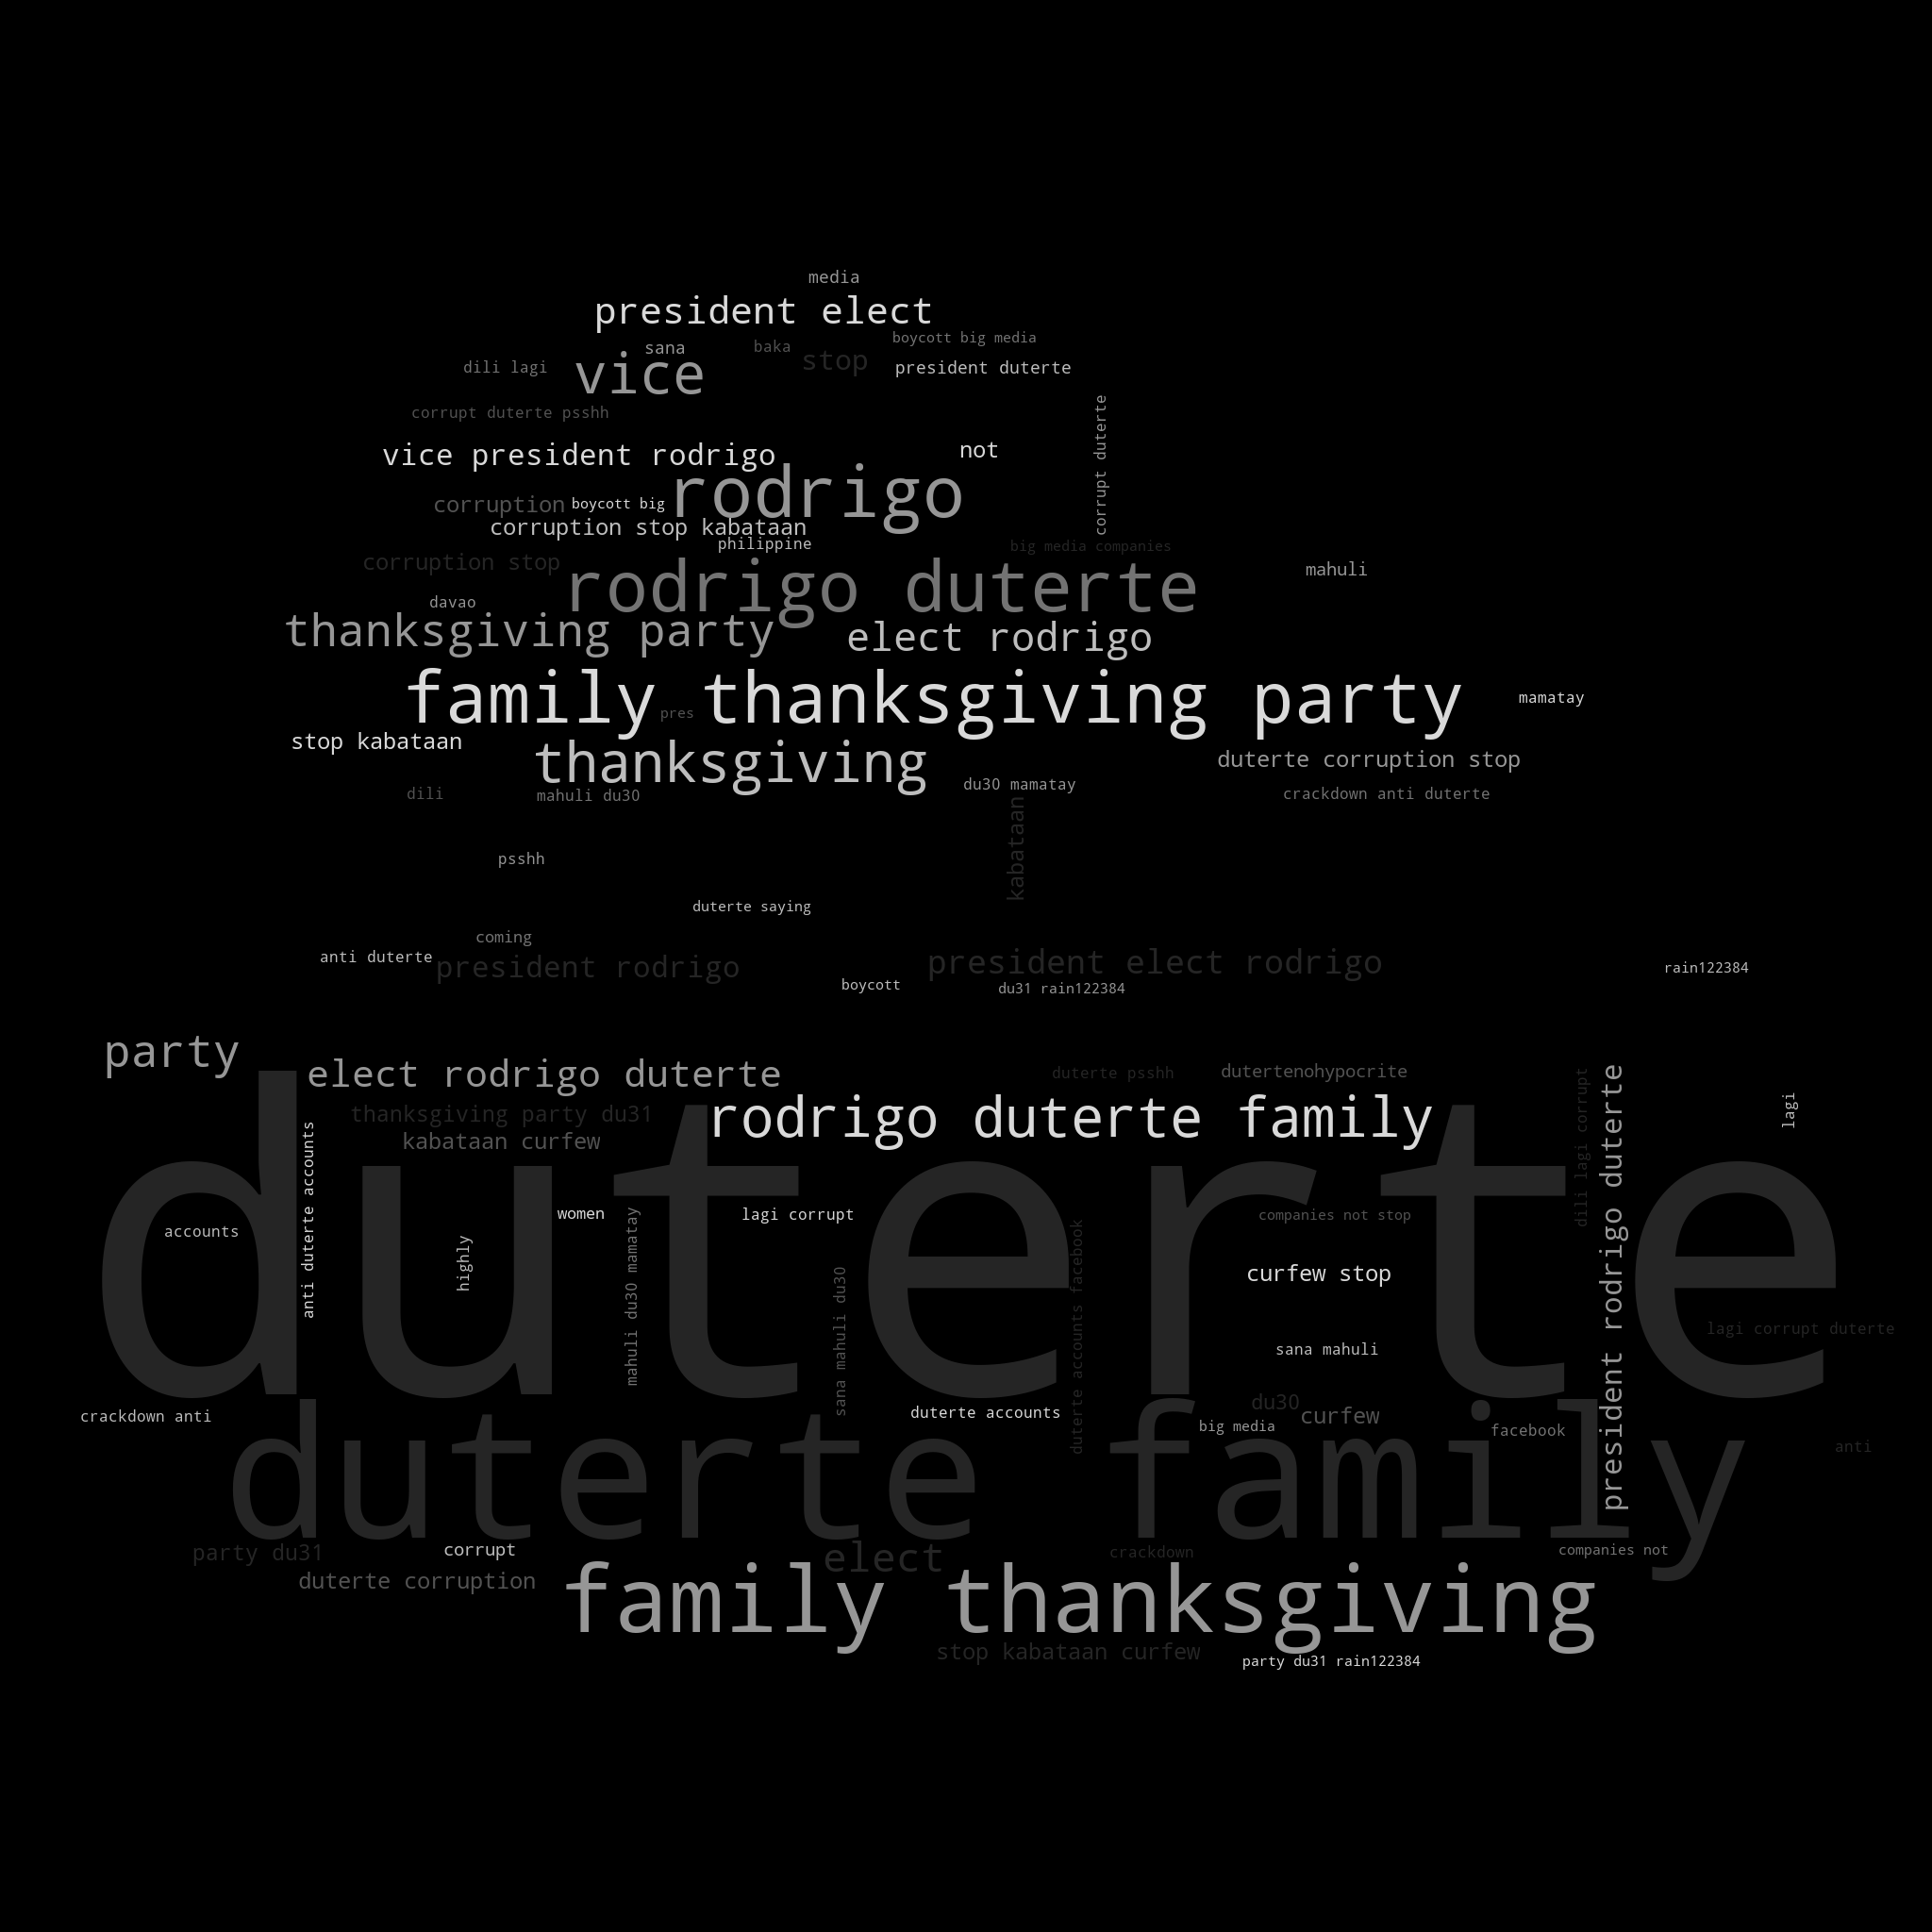 media
president elect
boycott big media
sana
baka
stop
dili lagi
vice
president duterte
corrupt duterte psshh
corrupt duterte
vice president rodrigo
not
rodrigo
corruption
boycott big
corruption stop kabataan
philippine
big media companies
corruption stop
rodrigo duterte
mahuli
davao
thanksgiving party
elect rodrigo
family thanksgiving party
mamatay
pres
stop kabataan
thanksgiving
duterte corruption stop
du30 mamatay
dili
mahuli du30
crackdown anti duterte
kabataan
psshh
duterte saying
coming
anti duterte
president rodrigo
president elect rodrigo
rain122384
boycott
du31 rain122384
party
elect rodrigo duterte
duterte psshh
dutertenohypocrite
dili lagi corrupt
president rodrigo duterte
lagi
thanksgiving party du31
rodrigo duterte family
kabataan curfew
duterte
anti duterte accounts
accounts
highly
women
mahuli du30 mamatay
lagi corrupt
sana mahuli du30
duterte accounts facebook
companies not stop
curfew stop
lagi corrupt duterte
sana mahuli
du30
crackdown anti
duterte accounts
curfew
big media
facebook
anti
duterte family
party du31
corrupt
elect
crackdown
companies not
duterte corruption
family thanksgiving
stop kabataan curfew
party du31 rain122384